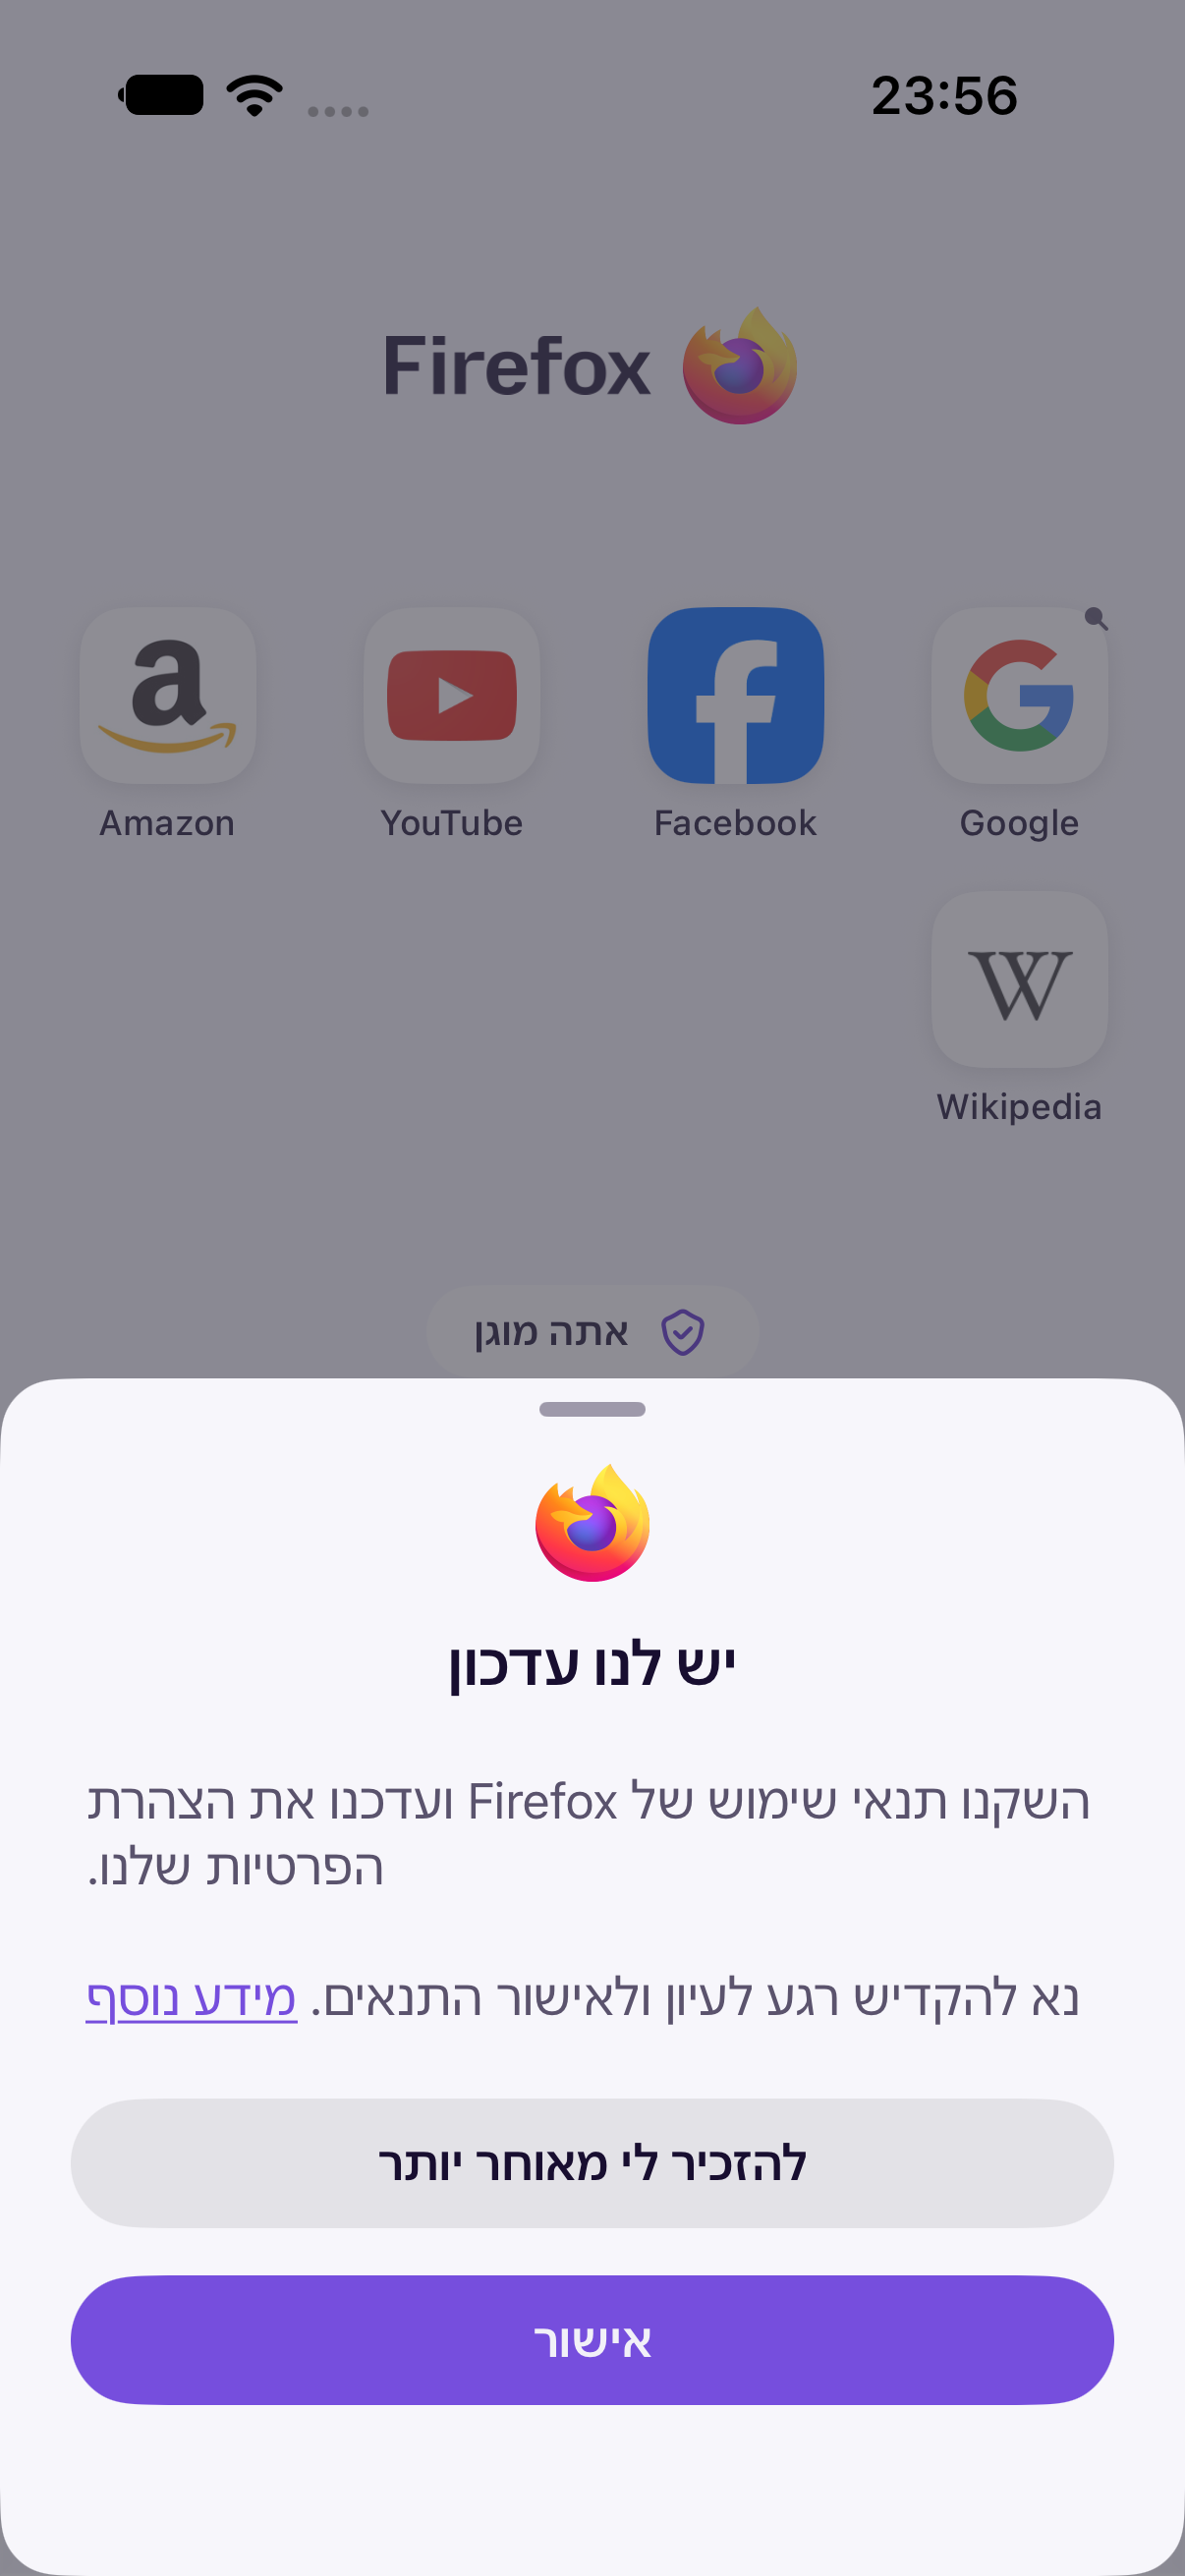 23:56
Firefox
Google
Facebook
YouTube
Amazon
Wikipedia
אתה מוגן
יש לנו עדכון
השקנו תנאי שימוש של Firefox ועדכנו את הצהרת
הפרטיות שלנו.
נא להקדיש רגע לעיון ולאישור התנאים. מידע נוסף
להזכיר לי מאוחר יותר
אישור